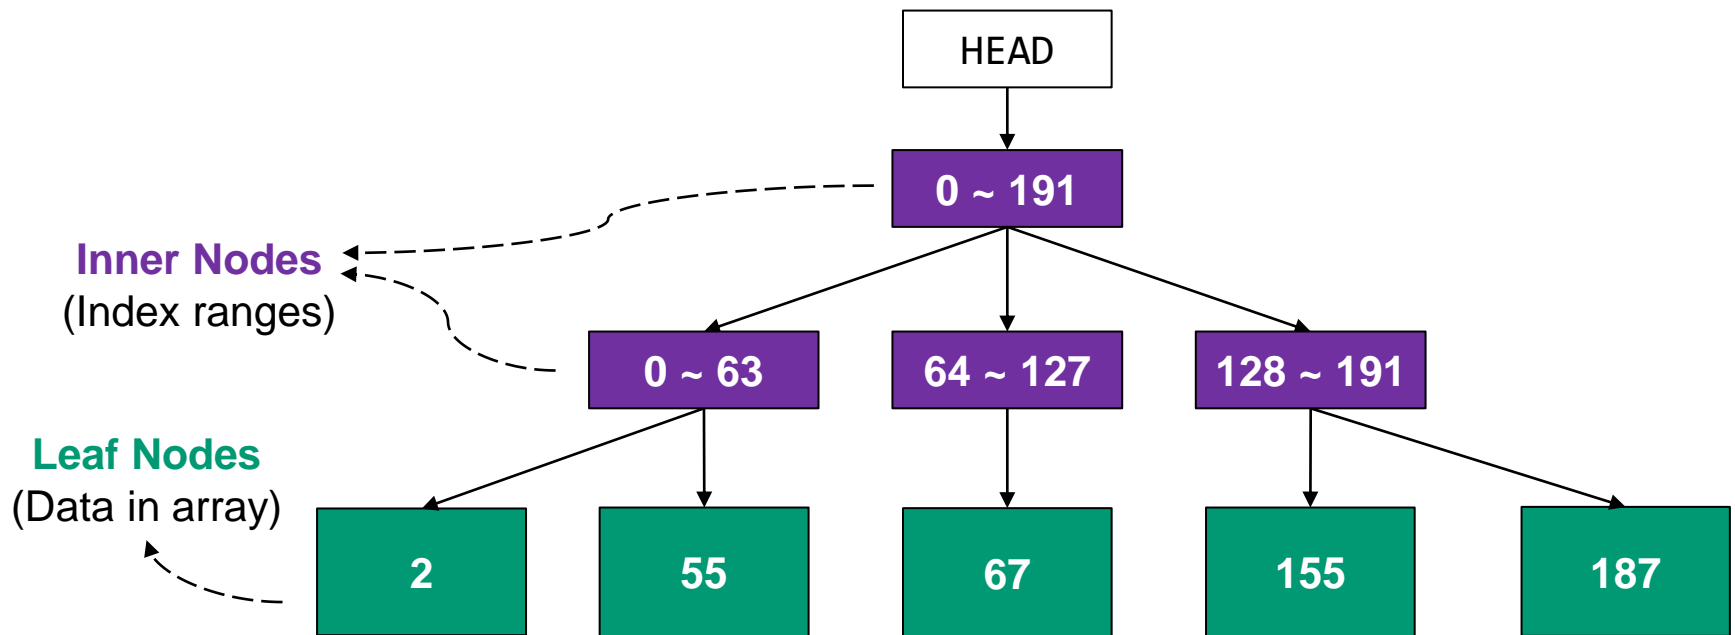 HEAD
0 ~ 191
Inner Nodes
(Index ranges)
0 ~ 63
64 ~ 127
128 ~ 191
Leaf Nodes
(Data in array)
2
55
67
155
187